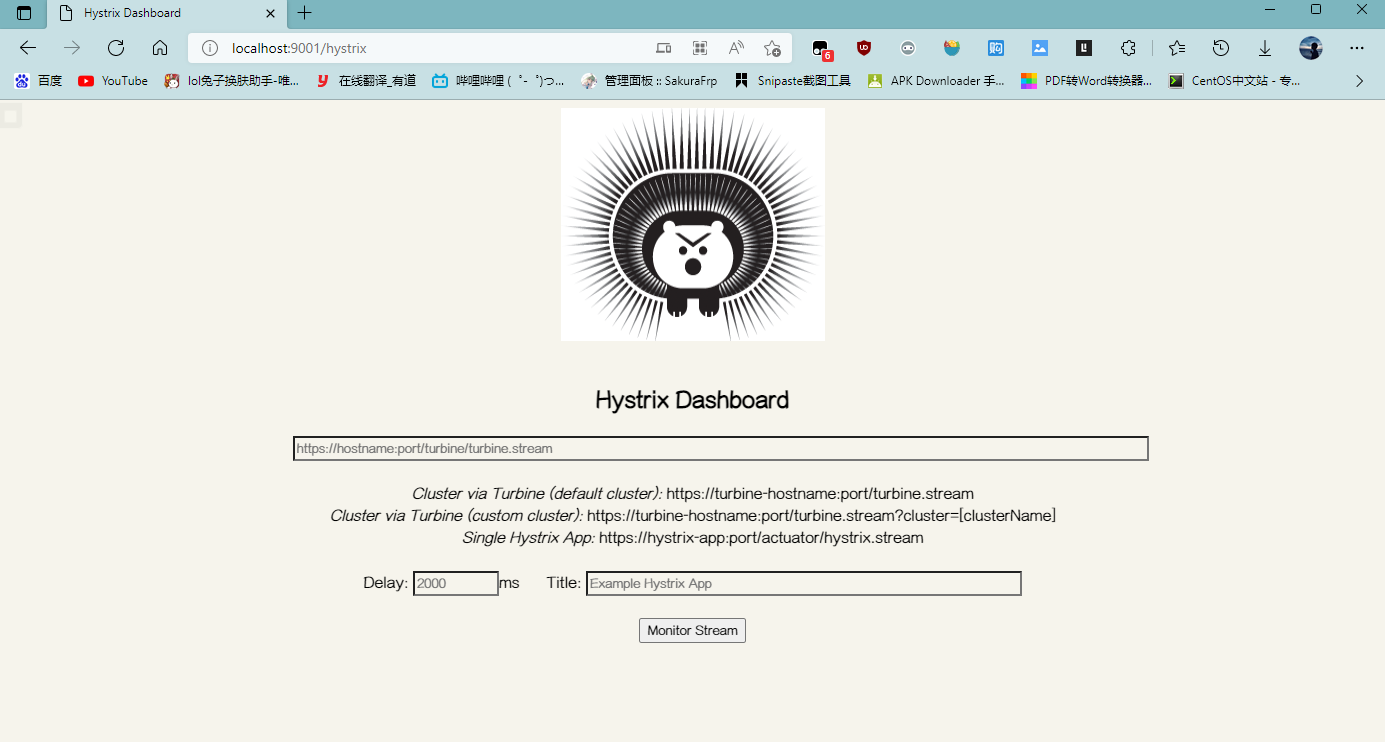 Hystrix Dashboard
localhost:9001/hystrix
6
百度 YouTube lol兔子换肤助手-唯... 在线翻译_有道 哔哩哔哩 ( ゜- ゜)つ... 管理面板 :: SakuraFrp Snipaste截图工具 APK Downloader 手... PDF转Word转换器... CentOS中文站 - 专...
Hystrix Dashboard
https://hostname:port/turbine/turbine.stream
Cluster via Turbine (default cluster): https://turbine-hostname:port/turbine.stream
Cluster via Turbine (custom cluster): https://turbine-hostname:port/turbine.stream?cluster=[clusterName]
Single Hystrix App: https://hystrix-app:port/actuator/hystrix.stream
Delay: 2000 ms Title: Example Hystrix App
Monitor Stream